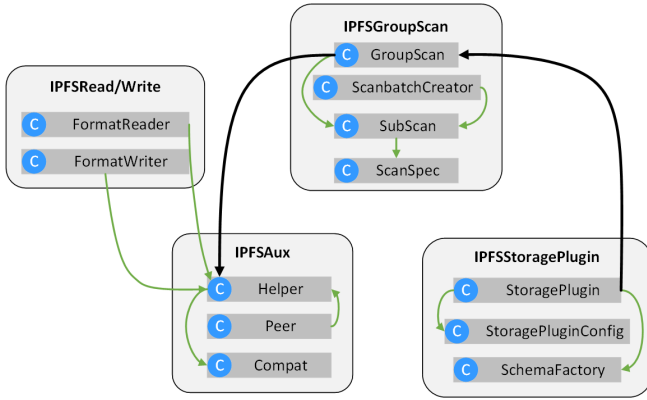 IPFSGroupScan
C GroupScan
C ScanbatchCreator
C SubScan
C ScanSpec
IPFSRead/Write
C FormatReader
C FormatWriter
IPFSAux
C Helper
C Peer
C Compat
IPFSStoragePlugin
C StoragePlugin
C StoragePluginConfig
C SchemaFactory